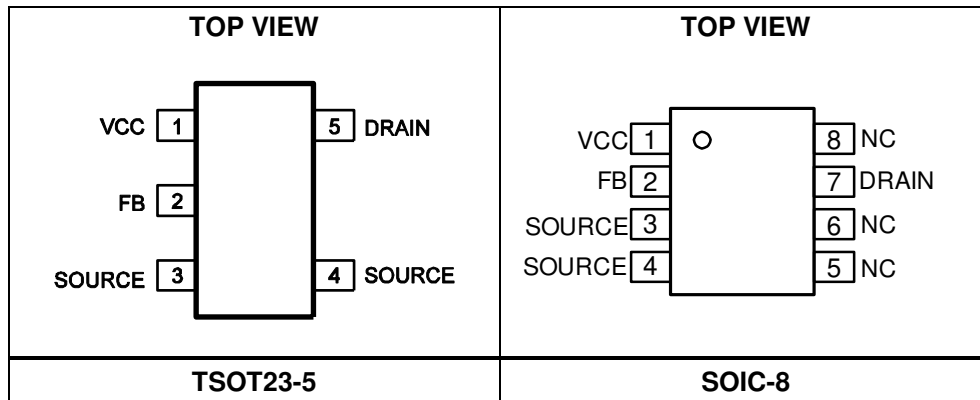 TOP VIEW
VCC 1
5 DRAIN
FB 2
SOURCE 3
4 SOURCE
TSOT23-5
TOP VIEW
VCC 1
8 NC
FB 2
7 DRAIN
SOURCE 3
6 NC
SOURCE 4
5 NC
SOIC-8